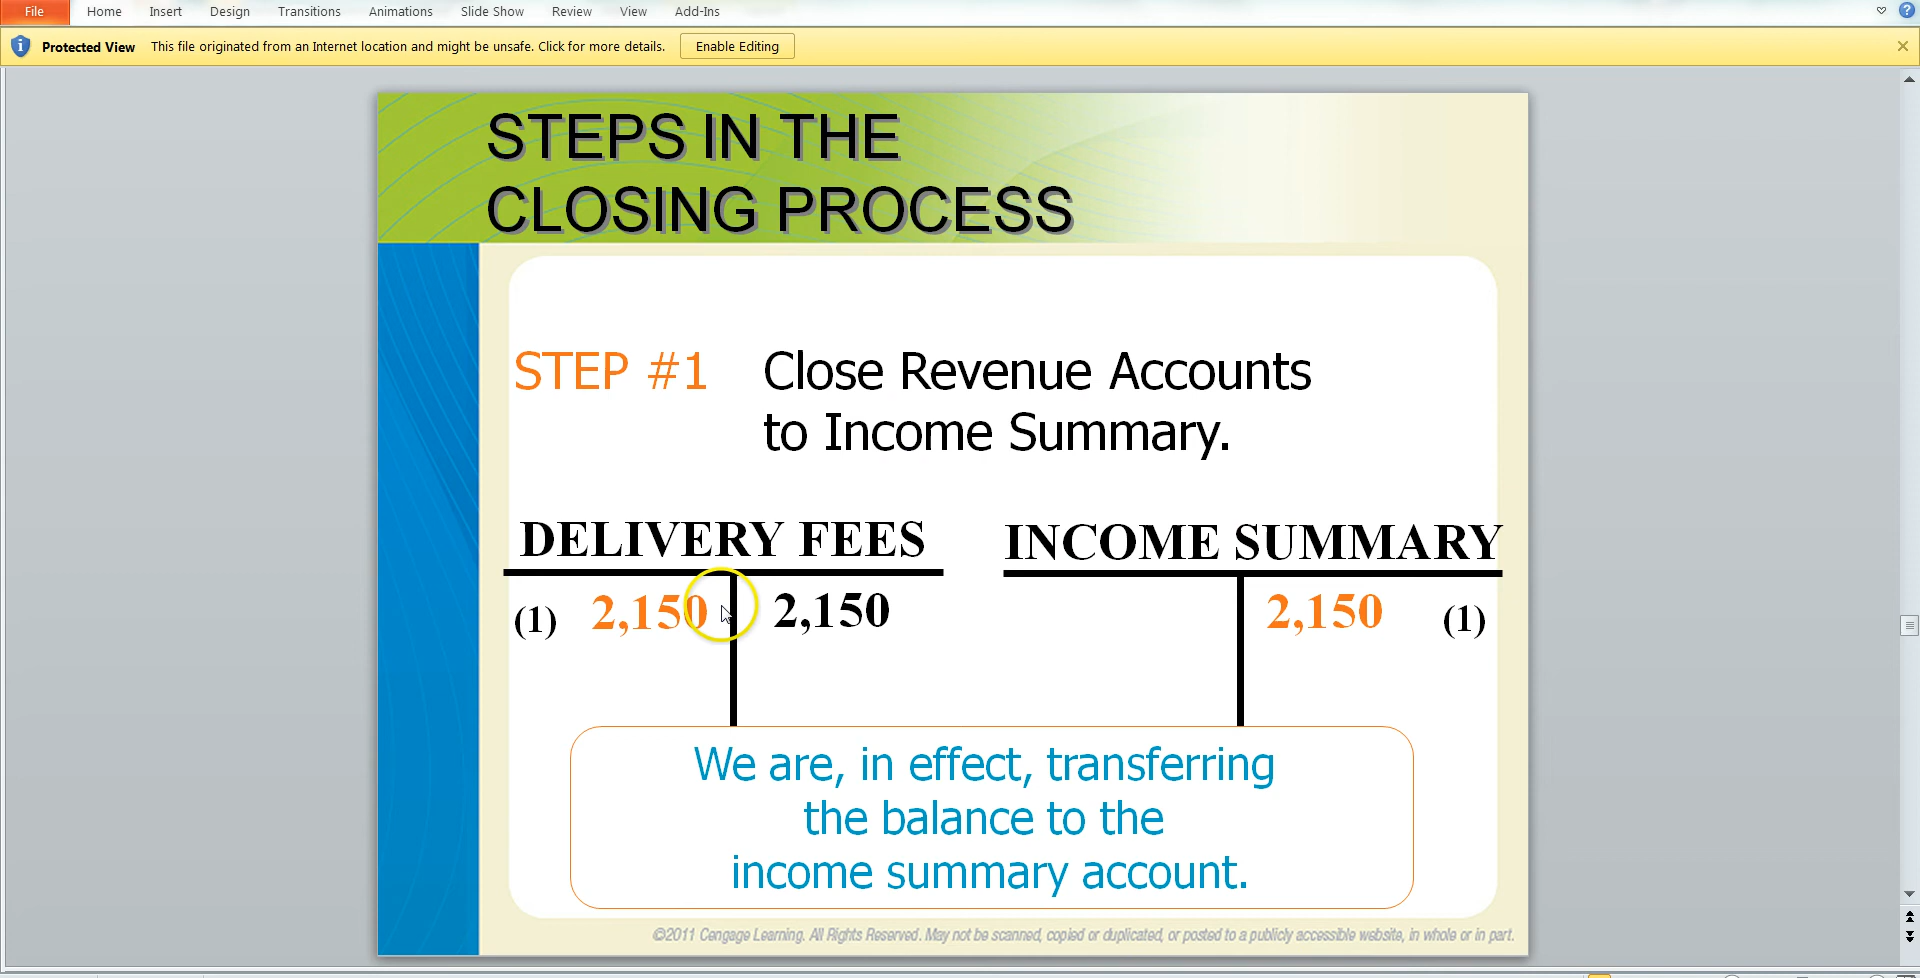 File Home Insert Design Transitions Animations Slide Show Review View Add-Ins
Protected View This file originated from an Internet location and might be unsafe. Click for more details. Enable Editing
STEPS IN THE
CLOSING PROCESS
STEP #1 Close Revenue Accounts
to Income Summary.
DELIVERY FEES INCOME SUMMARY
(1) 2,150 2,150 2,150 (1)
We are, in effect, transferring
the balance to the
income summary account.
©2011 Cengage Learning. All Rights Reserved. May not be scanned, copied or duplicated, or posted to a publicly accessible website, in whole or in part.